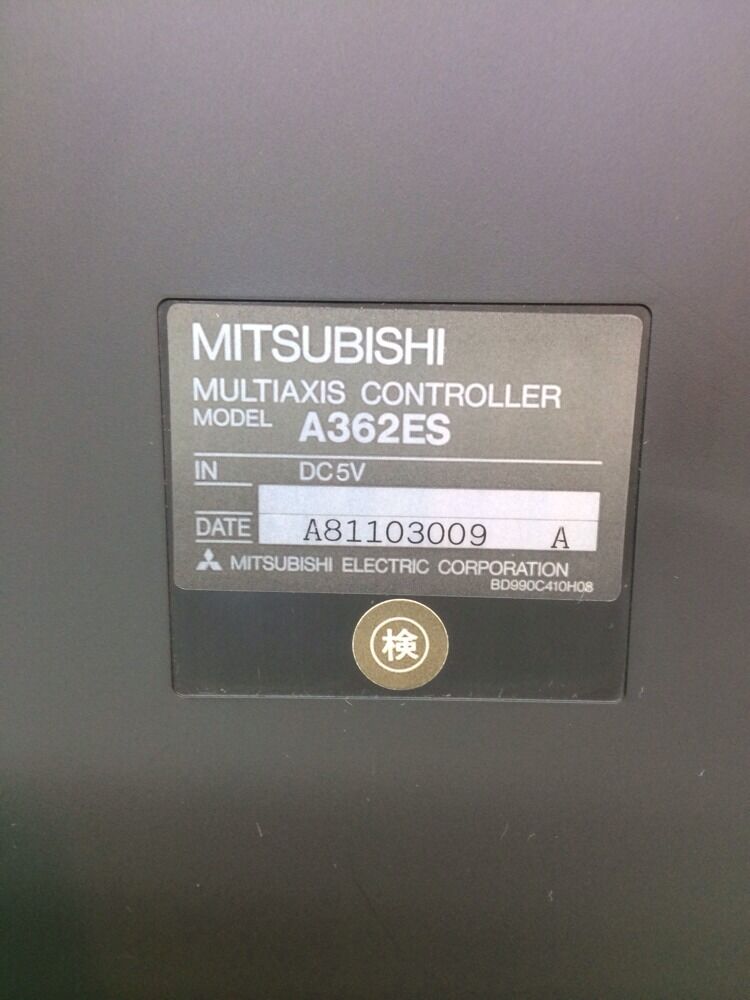 MITSUBISHI
MULTIAXIS CONTROLLER
MODEL A362ES
IN DC5V
DATE A81103009 A
MITSUBISHI ELECTRIC CORPORATION
BD990C410H08
検